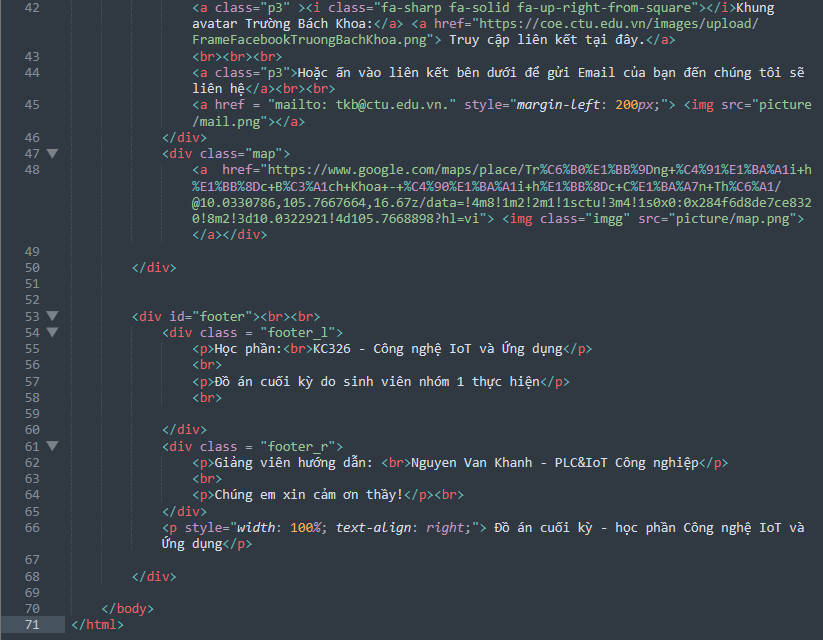 42 <a class="p3" ><i class="fa-sharp fa-solid fa-up-right-from-square"></i>Khung
avatar Trường Bách Khoa:</a> <a href="https://coe.ctu.edu.vn/images/upload/
FrameFacebookTruongBachKhoa.png"> Truy cập liên kết tại đây.</a>
43 <br><br><br>
44 <a class="p3">Hoặc ấn vào liên kết bên dưới để gửi Email của bạn đến chúng tôi sẽ
liên hệ</a><br><br>
45 <a href = "mailto: tkb@ctu.edu.vn." style="margin-left: 200px;"> <img src="picture
/mail.png"></a>
46 </div>
47 <div class="map">
48 <a  href="https://www.google.com/maps/place/Tr%C6%B0%E1%BB%9Dng+%C4%91%E1%BA%A1i+h
%E1%BB%8Dc+B%C3%A1ch+Khoa+-+%C4%90%E1%BA%A1i+h%E1%BB%8Dc+C%E1%BA%A7n+Th%C6%A1/
@10.0330786,105.7667664,16.67z/data=!4m8!1m2!2m1!1sctu!3m4!1s0x0:0x284f6d8de7ce832
0!8m2!3d10.0322921!4d105.7668898?hl=vi"> <img class="imgg" src="picture/map.png">
</a></div>
49
50 </div>
51
52
53 <div id="footer"><br><br>
54 <div class = "footer_l">
55 <p>Học phần:<br>KC326 - Công nghệ IoT và Ứng dụng</p>
56 <br>
57 <p>Đồ án cuối kỳ do sinh viên nhóm 1 thực hiện</p>
58 <br>
59
60 </div>
61 <div class = "footer_r">
62 <p>Giảng viên hướng dẫn: <br>Nguyen Van Khanh - PLC&IoT Công nghiệp</p>
63 <br>
64 <p>Chúng em xin cảm ơn thầy!</p><br>
65 </div>
66 <p style="width: 100%; text-align: right;"> Đồ án cuối kỳ - học phần Công nghệ IoT và
Ứng dụng</p>
67
68 </div>
69
70 </body>
71 </html>